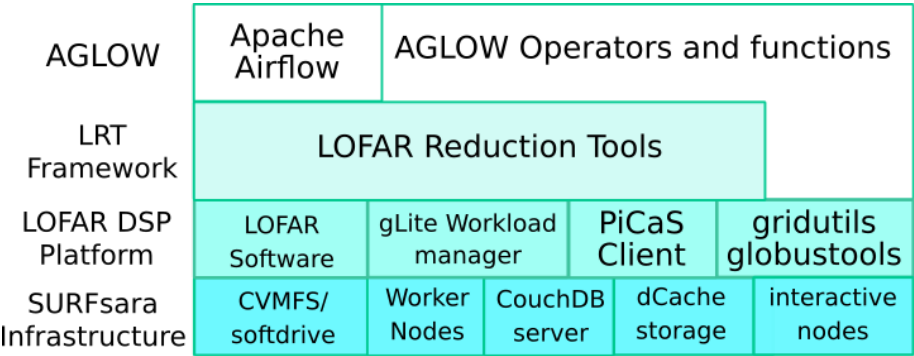 AGLOW
Apache
Airflow
AGLOW Operators and functions
LRT
Framework
LOFAR Reduction Tools
LOFAR DSP
Platform
LOFAR
Software
gLite Workload
manager
PiCaS
Client
gridutils
globustools
SURFsara
Infrastructure
CVMFS/
softdrive
Worker
Nodes
CouchDB
server
dCache
storage
interactive
nodes